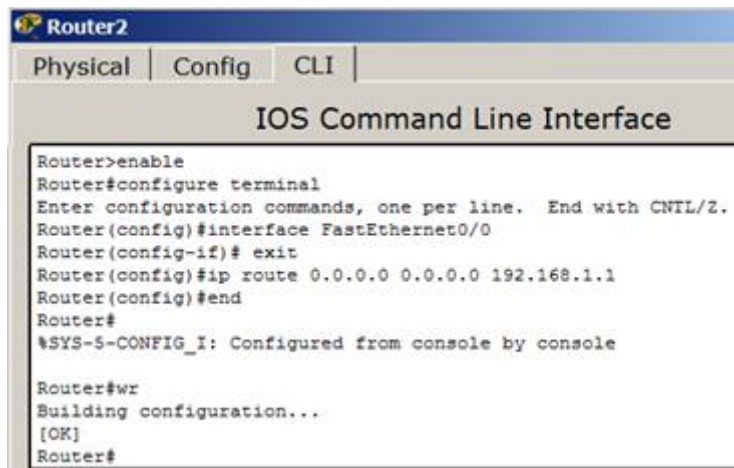 Router2
Physical Config CLI
IOS Command Line Interface
Router>enable
Router#configure terminal
Enter configuration commands, one per line.  End with CNTL/Z.
Router(config)#interface FastEthernet0/0
Router(config-if)# exit
Router(config)#ip route 0.0.0.0 0.0.0.0 192.168.1.1
Router(config)#end
Router#
%SYS-5-CONFIG_I: Configured from console by console
Router#wr
Building configuration...
[OK]
Router#